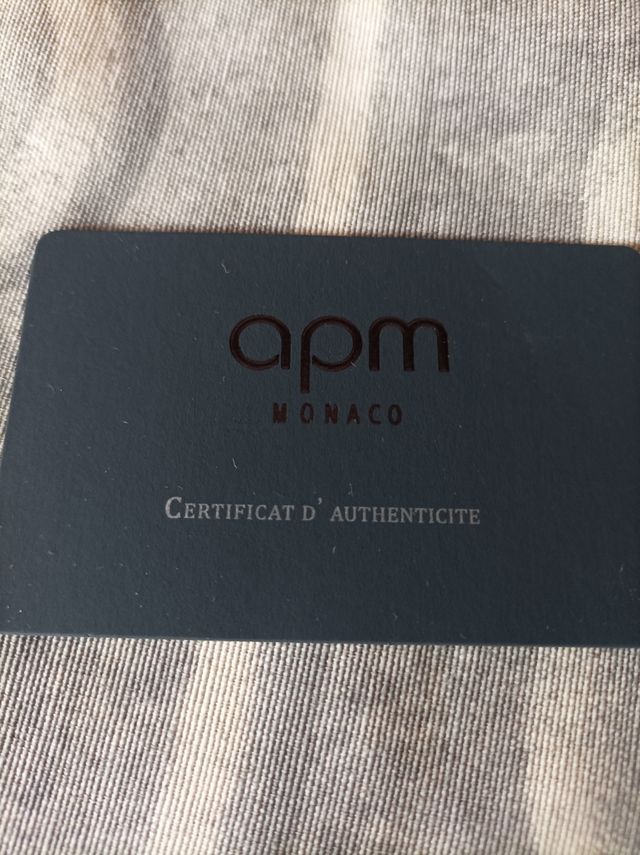 apm
MONACO
CERTIFICAT D' AUTHENTICITE